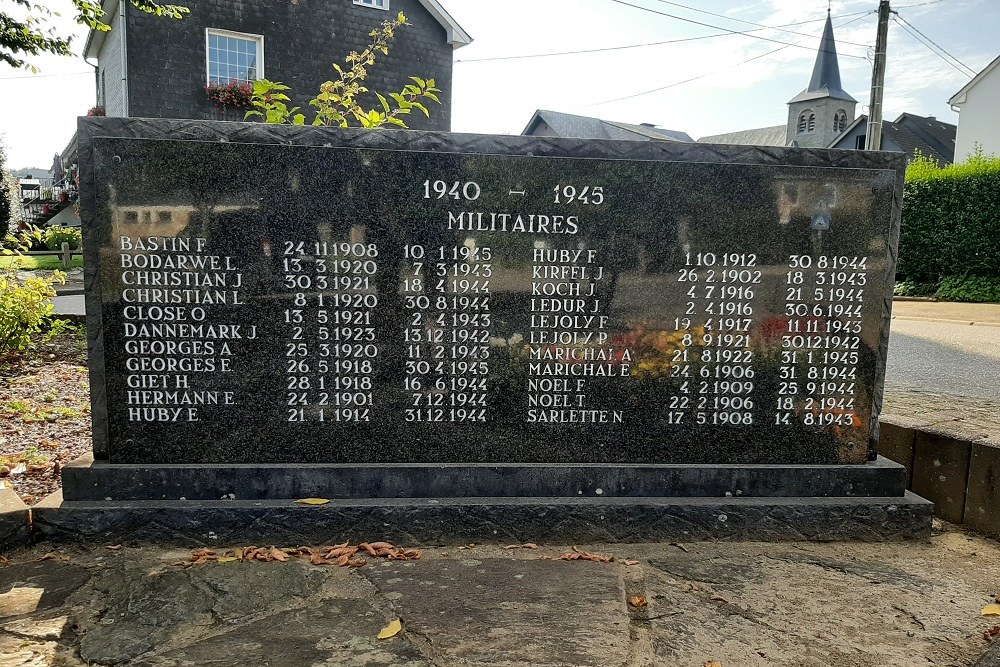 1940 - 1945
MILITAIRES
BASTIN F. 24 11 1908 10 1 1945
BODARWE L. 13 3 1920 7 3 1943
CHRISTIAN J. 30 3 1921 18 4 1944
CHRISTIAN L. 8 1 1920 30 8 1944
CLOSE O. 13 5 1921 2 4 1943
DANNEMARK J. 2 5 1923 13 12 1942
GEORGES A. 25 3 1920 11 2 1943
GEORGES E. 26 5 1918 30 4 1945
GIET H. 28 1 1918 16 6 1944
HERMAN E. 24 2 1901 7 12 1944
HUBY E. 21 1 1914 31 12 1944
HUBY F. 1 10 1912 30 8 1944
KIRFEL J. 26 2 1902 18 3 1943
KOCH J. 4 7 1916 21 5 1944
LEDUR J. 2 4 1916 30 6 1944
LEJOLY F. 19 4 1917 11 11 1943
LEJOLY P. 8 9 1921 30 12 1942
MARICHAL A. 21 8 1922 31 1 1945
MARICHAL E. 24 6 1906 31 8 1944
NOEL F. 4 2 1909 25 9 1944
NOEL T. 22 2 1906 18 2 1944
SARLETTE N. 17 5 1908 14 8 1943